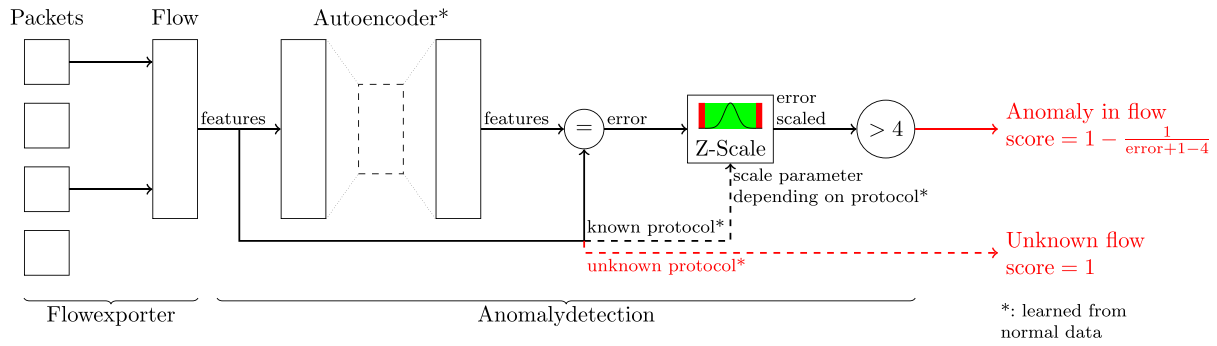 Packets
Flow
Autoencoder*
features
features
=
error
Z-Scale
error
scaled
> 4
Anomaly in flow
score = 1 − 1/(error+1−4)
scale parameter
depending on protocol*
known protocol*
unknown protocol*
Unknown flow
score = 1
Flowexporter
Anomalydetection
*: learned from
normal data